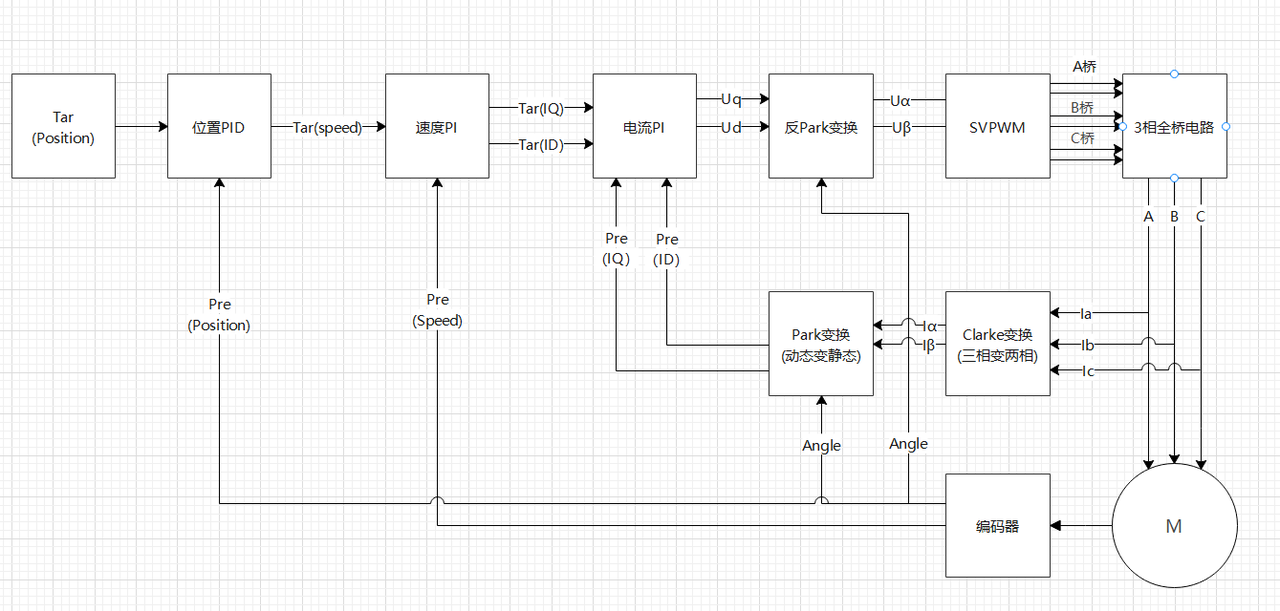 Tar
(Position)
位置PID
Tar(speed)
速度PI
Tar(IQ)
Tar(ID)
电流PI
Uq
Ud
反Park变换
Uα
Uβ
SVPWM
A桥
B桥
C桥
3相全桥电路
A
B
C
Pre
(IQ)
Pre
(ID)
Pre
(Position)
Pre
(Speed)
Park变换
(动态变静态)
Iα
Iβ
Clarke变换
(三相变两相)
Ia
Ib
Ic
Angle
Angle
编码器
M